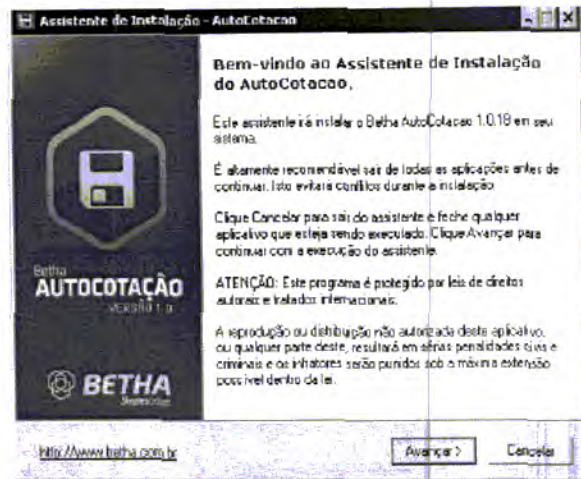 Assistente de Instalação - AutoCotacao
Bem-vindo ao Assistente de Instalação
do AutoCotacao.
Este assistente irá instalar o Betha AutoCotacao 1.0.18 em seu
sistema.
É altamente recomendável sair de todas as aplicações antes de
continuar. Isto evitará conflitos durante a instalação
Clique Cancelar para sair do assistente e feche qualquer
aplicativo que esteja sendo executado. Clique Avançar para
continuar com a execução do assistente.
ATENÇÃO: Este programa é protegido por leis de direitos
autorais e tratados internacionais.
A reprodução ou distribuição não autorizada deste aplicativo,
ou qualquer parte deste, resultará em sérias penalidades civis e
criminais e os infratores serão punidos sob a máxima extensão
possível dentro da lei.
Betha
AUTOCOTAÇÃO
VERSÃO 1.0
BETHA
http://www.betha.com.br
Avançar >
Cancelar